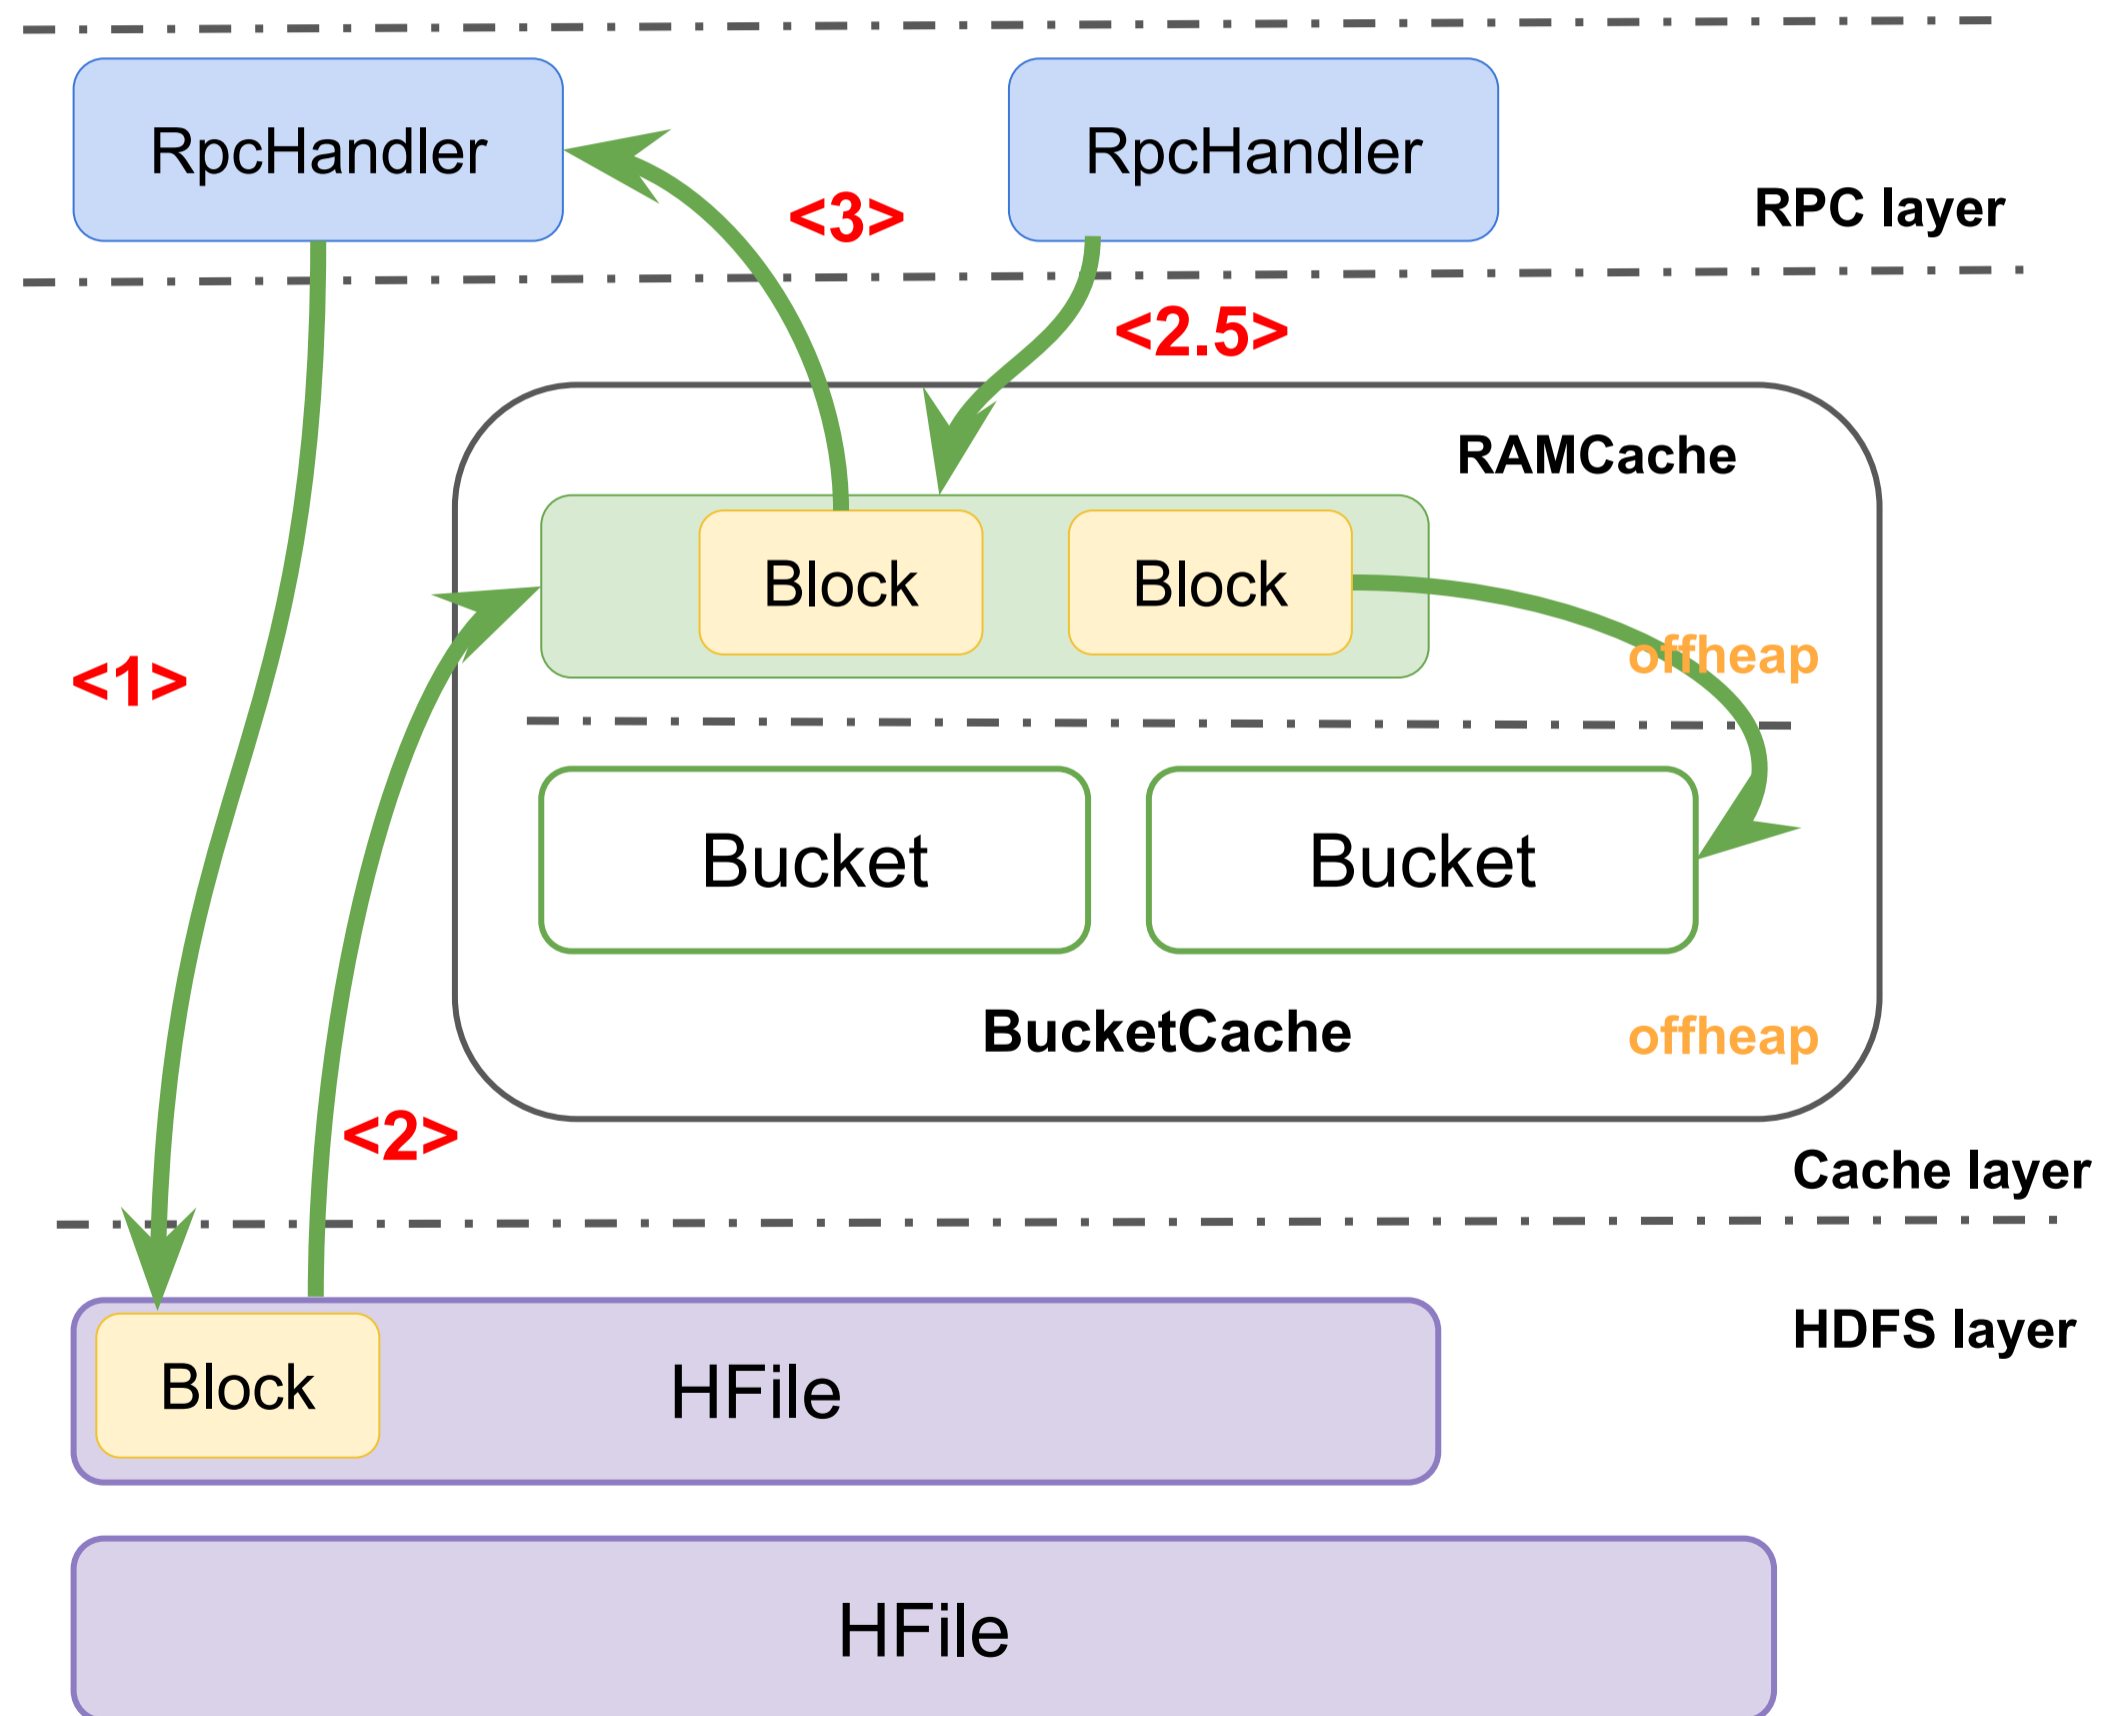 RpcHandler
RpcHandler
RPC layer
<3>
<2.5>
RAMCache
Block
Block
offheap
<1>
Bucket
Bucket
BucketCache
offheap
<2>
Cache layer
HDFS layer
Block
HFile
HFile